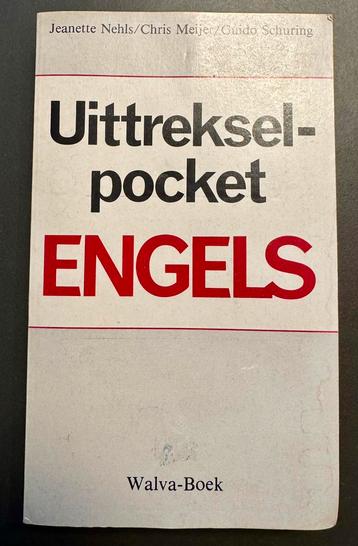 Jeanette Nehls/Chris Meijer/Guido Schuring
Uittreksel-
pocket
ENGELS
Walva-Boek